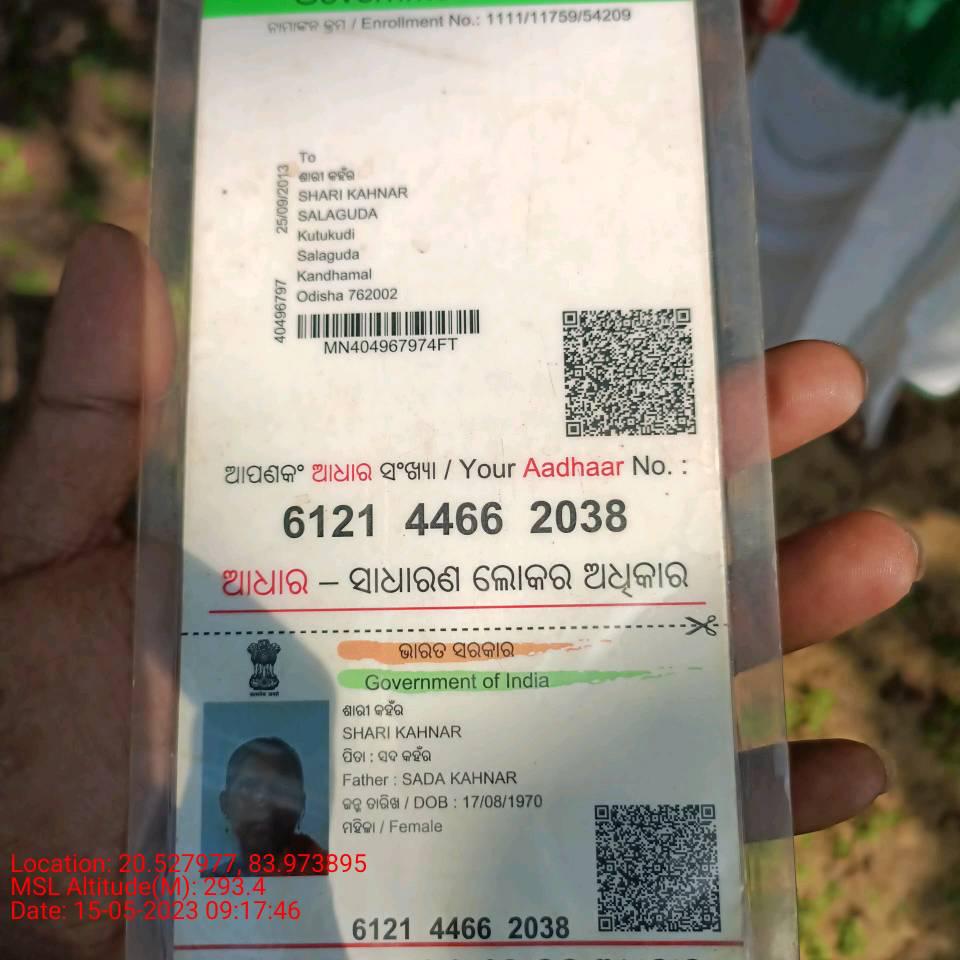 ନାମାଙ୍କନ କ୍ରମ / Enrollment No.: 1111/11759/54209
To
ଶାରୀ କହଁର
SHARI KAHNAR
SALAGUDA
Kutukudi
Salaguda
Kandhamal
Odisha 762002
25/09/2013
40496797
MN404967974FT
ଆପଣଙ୍କ ଆଧାର ସଂଖ୍ୟା / Your Aadhaar No. :
6121 4466 2038
ଆଧାର – ସାଧାରଣ ଲୋକର ଅଧିକାର
ଭାରତ ସରକାର
Government of India
ଶାରୀ କହଁର
SHARI KAHNAR
ପିତା : ସଦ କହଁର
Father : SADA KAHNAR
ଜନ୍ମ ତାରିଖ / DOB : 17/08/1970
ମହିଳା / Female
6121 4466 2038
Location: 20.527977, 83.973895
MSL Altitude(M): 293.4
Date: 15-05-2023 09:17:46